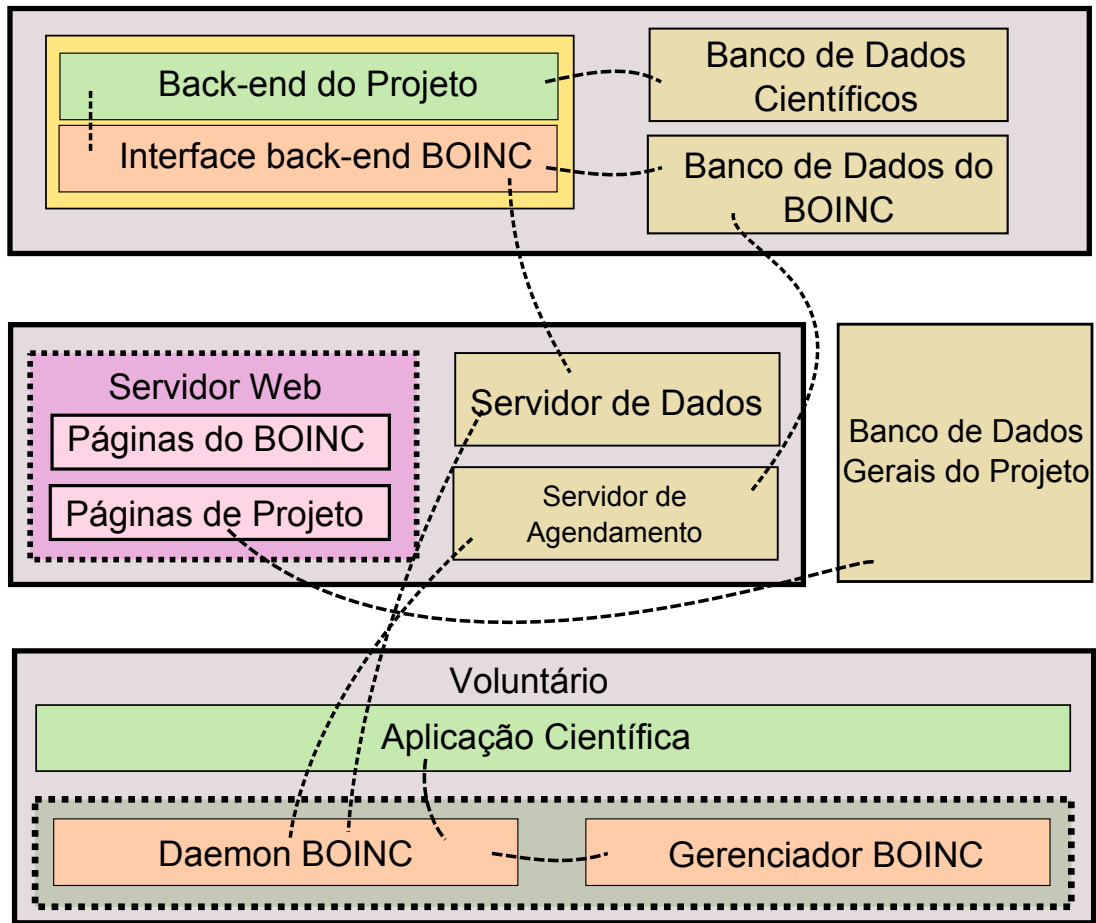 Back-end do Projeto
Interface back-end BOINC
Banco de Dados
Científicos
Banco de Dados do
BOINC
Servidor Web
Páginas do BOINC
Páginas de Projeto
Servidor de Dados
Servidor de
Agendamento
Banco de Dados
Gerais do Projeto
Voluntário
Aplicação Científica
Daemon BOINC
Gerenciador BOINC